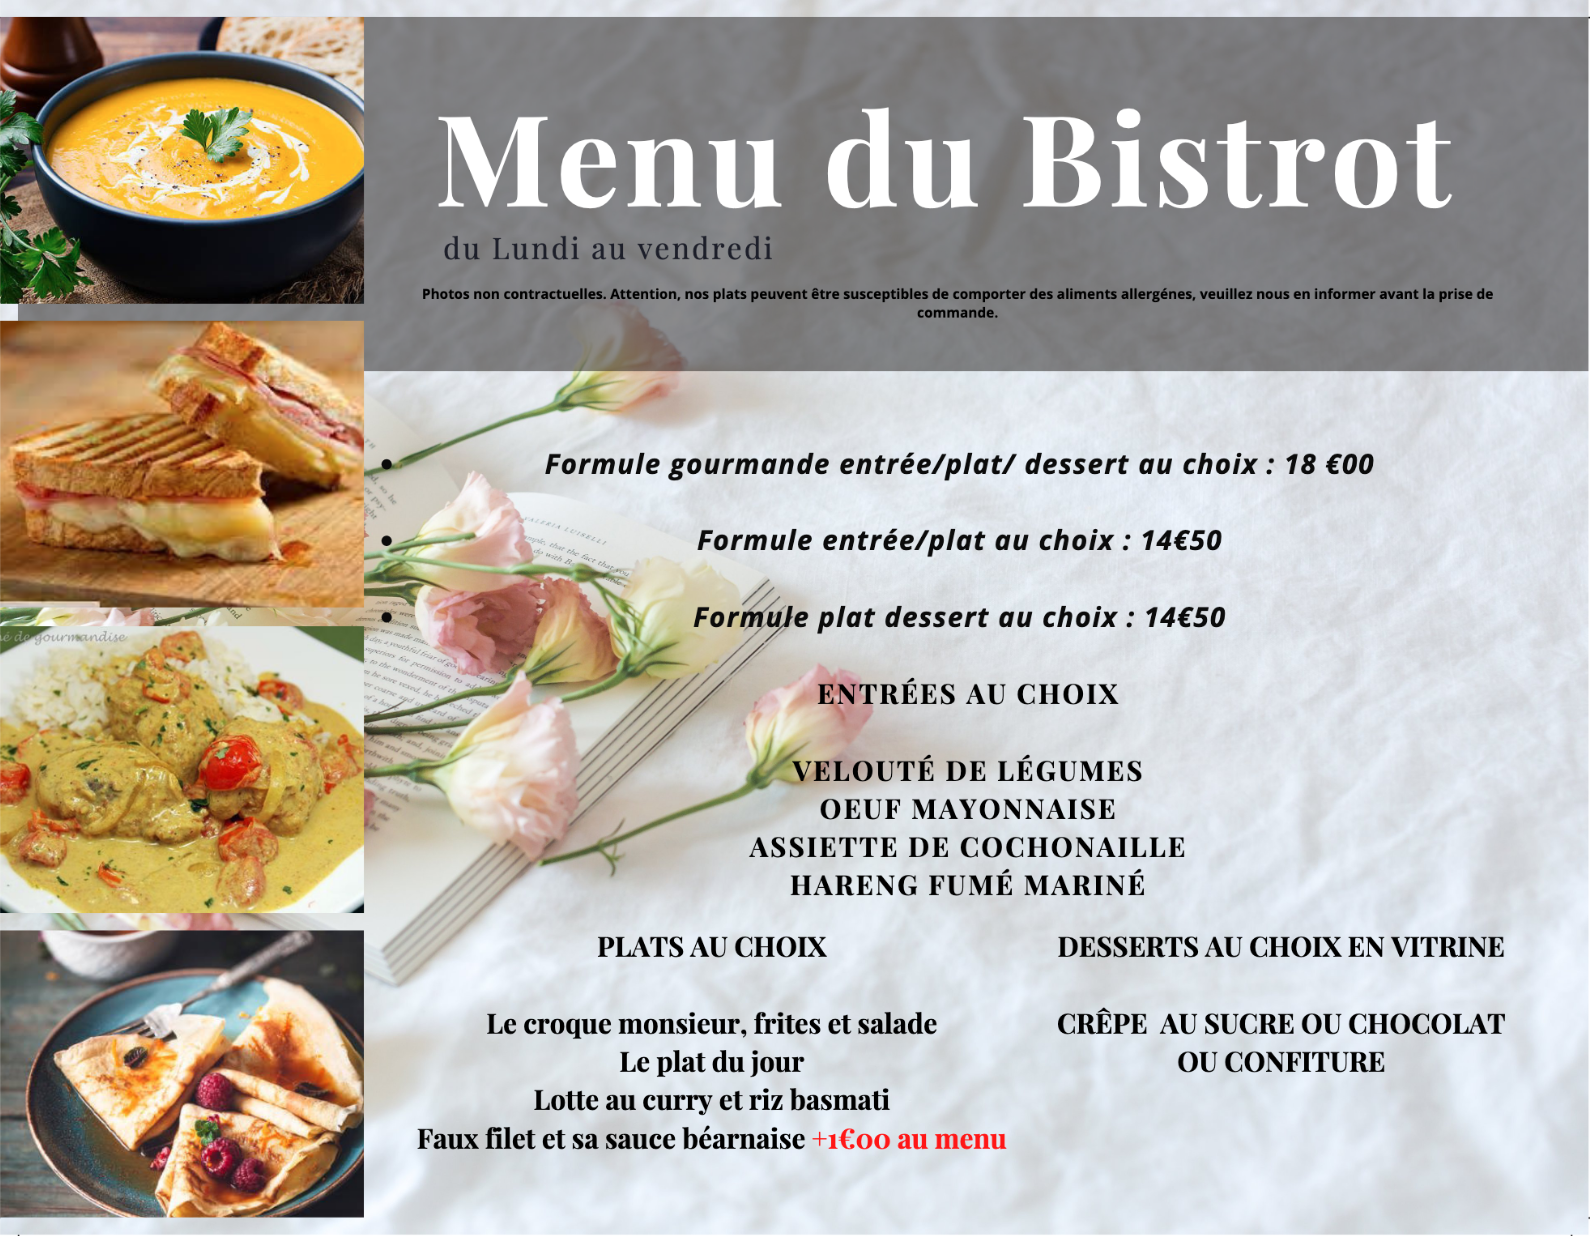 Menu du Bistrot
du Lundi au vendredi
Photos non contractuelles. Attention, nos plats peuvent être susceptibles de comporter des aliments allergénes, veuillez nous en informer avant la prise de
commande.
• Formule gourmande entrée/plat/ dessert au choix : 18 €00
• Formule entrée/plat au choix : 14€50
• Formule plat dessert au choix : 14€50
de gourmandise
ENTRÉES AU CHOIX
VELOUTÉ DE LÉGUMES
OEUF MAYONNAISE
ASSIETTE DE COCHONAILLE
HARENG FUMÉ MARINÉ
PLATS AU CHOIX
Le croque monsieur, frites et salade
Le plat du jour
Lotte au curry et riz basmati
Faux filet et sa sauce béarnaise +1€00 au menu
DESSERTS AU CHOIX EN VITRINE
CRÊPE  AU SUCRE OU CHOCOLAT
OU CONFITURE